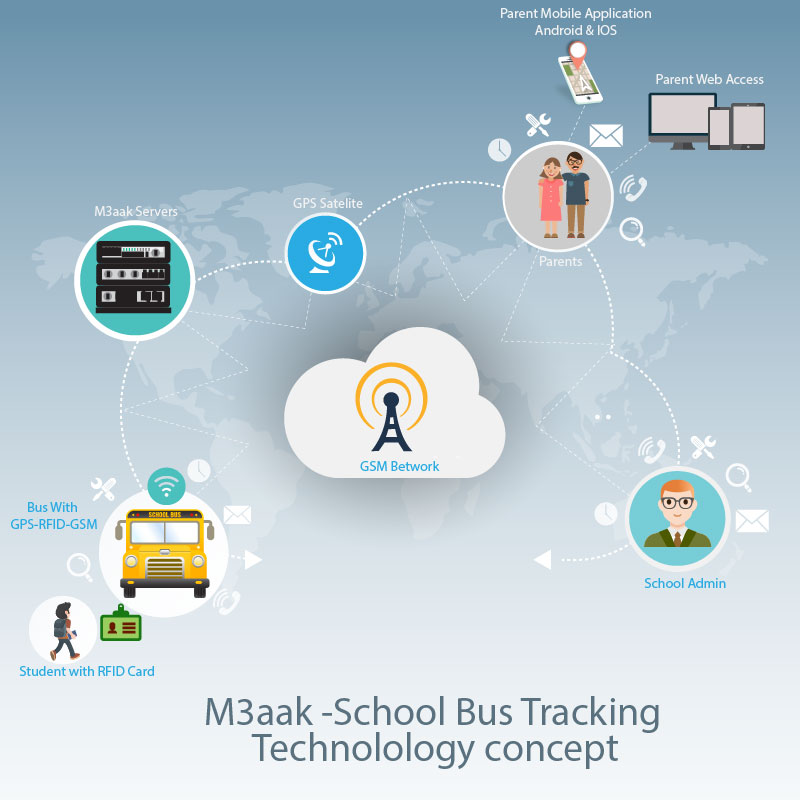 Parent Mobile Application
Android & IOS
Parent Web Access
GPS Satelite
M3aak Servers
Parents
GSM Betwork
SCHOOL BUS
Bus With
GPS-RFID-GSM
School Admin
Student with RFID Card
M3aak -School Bus Tracking
Technolology concept